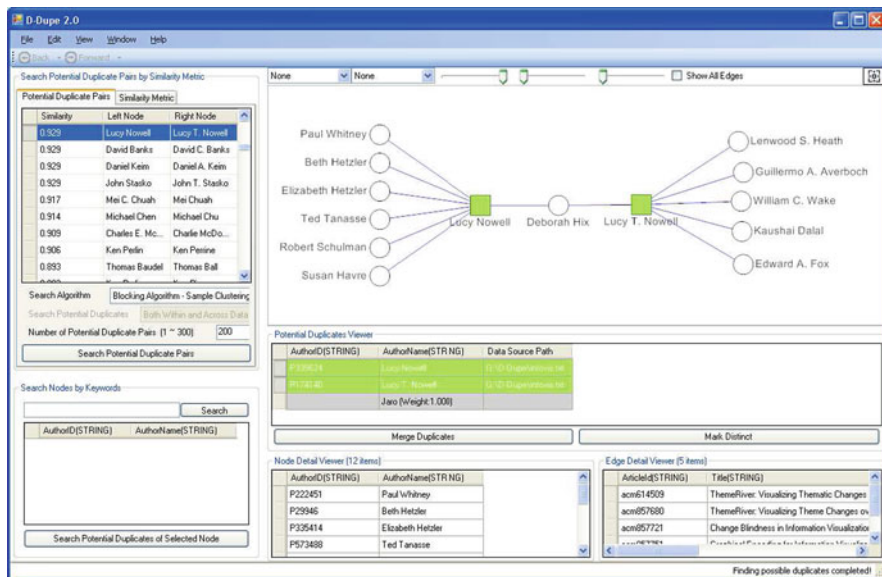 D-Dupe 2.0
File Edit View Window Help
Back Forward
Search Potential Duplicate Pairs by Similarity Metric
Potential Duplicate Pairs Similarity Metric
Similarity Left Node Right Node
0.929 Lucy Nowell Lucy T. Nowell
0.929 David Banks David C. Banks
0.929 Daniel Keim Daniel A. Keim
0.929 John Stasko John T. Stasko
0.917 Mei C. Chuah Mei Chuah
0.914 Michael Chen Michael Chu
0.909 Charles E. Mc... Charlie McDo...
0.906 Ken Perlin Ken Perrine
0.893 Thomas Baudel Thomas Ball
Search Algorithm Blocking Algorithm - Sample Clustering
Search Potential Duplicates Both Within and Across Data
Number of Potential Duplicate Pairs (1 ~ 300) 200
Search Potential Duplicate Pairs
Search Nodes by Keywords
Search
AuthorID(STRING) AuthorName(STRING)
Search Potential Duplicates of Selected Node
None None Show All Edges
Paul Whitney
Beth Hetzler
Elizabeth Hetzler
Ted Tanasse
Robert Schulman
Susan Havre
Lucy Nowell Deborah Hix Lucy T. Nowell
Lenwood S. Heath
Guillermo A. Averboch
William C. Wake
Kaushai Dalal
Edward A. Fox
Potential Duplicates Viewer
AuthorID(STRING) AuthorName(STRING) Data Source Path
Lucy Nowell
Lucy T. Nowell
Jaro (Weight:1.000)
Merge Duplicates Mark Distinct
Node Detail Viewer (12 items)
AuthorID(STRING) AuthorName(STRING)
P222451 Paul Whitney
P29946 Beth Hetzler
P335414 Elizabeth Hetzler
P573488 Ted Tanasse
Edge Detail Viewer (5 items)
ArticleId(STRING) Title(STRING)
acm614509 ThemeRiver: Visualizing Thematic Changes
acm857680 ThemeRiver: Visualizing Theme Changes ov
acm857721 Change Blindness in Information Visualization
Finding possible duplicates completed!